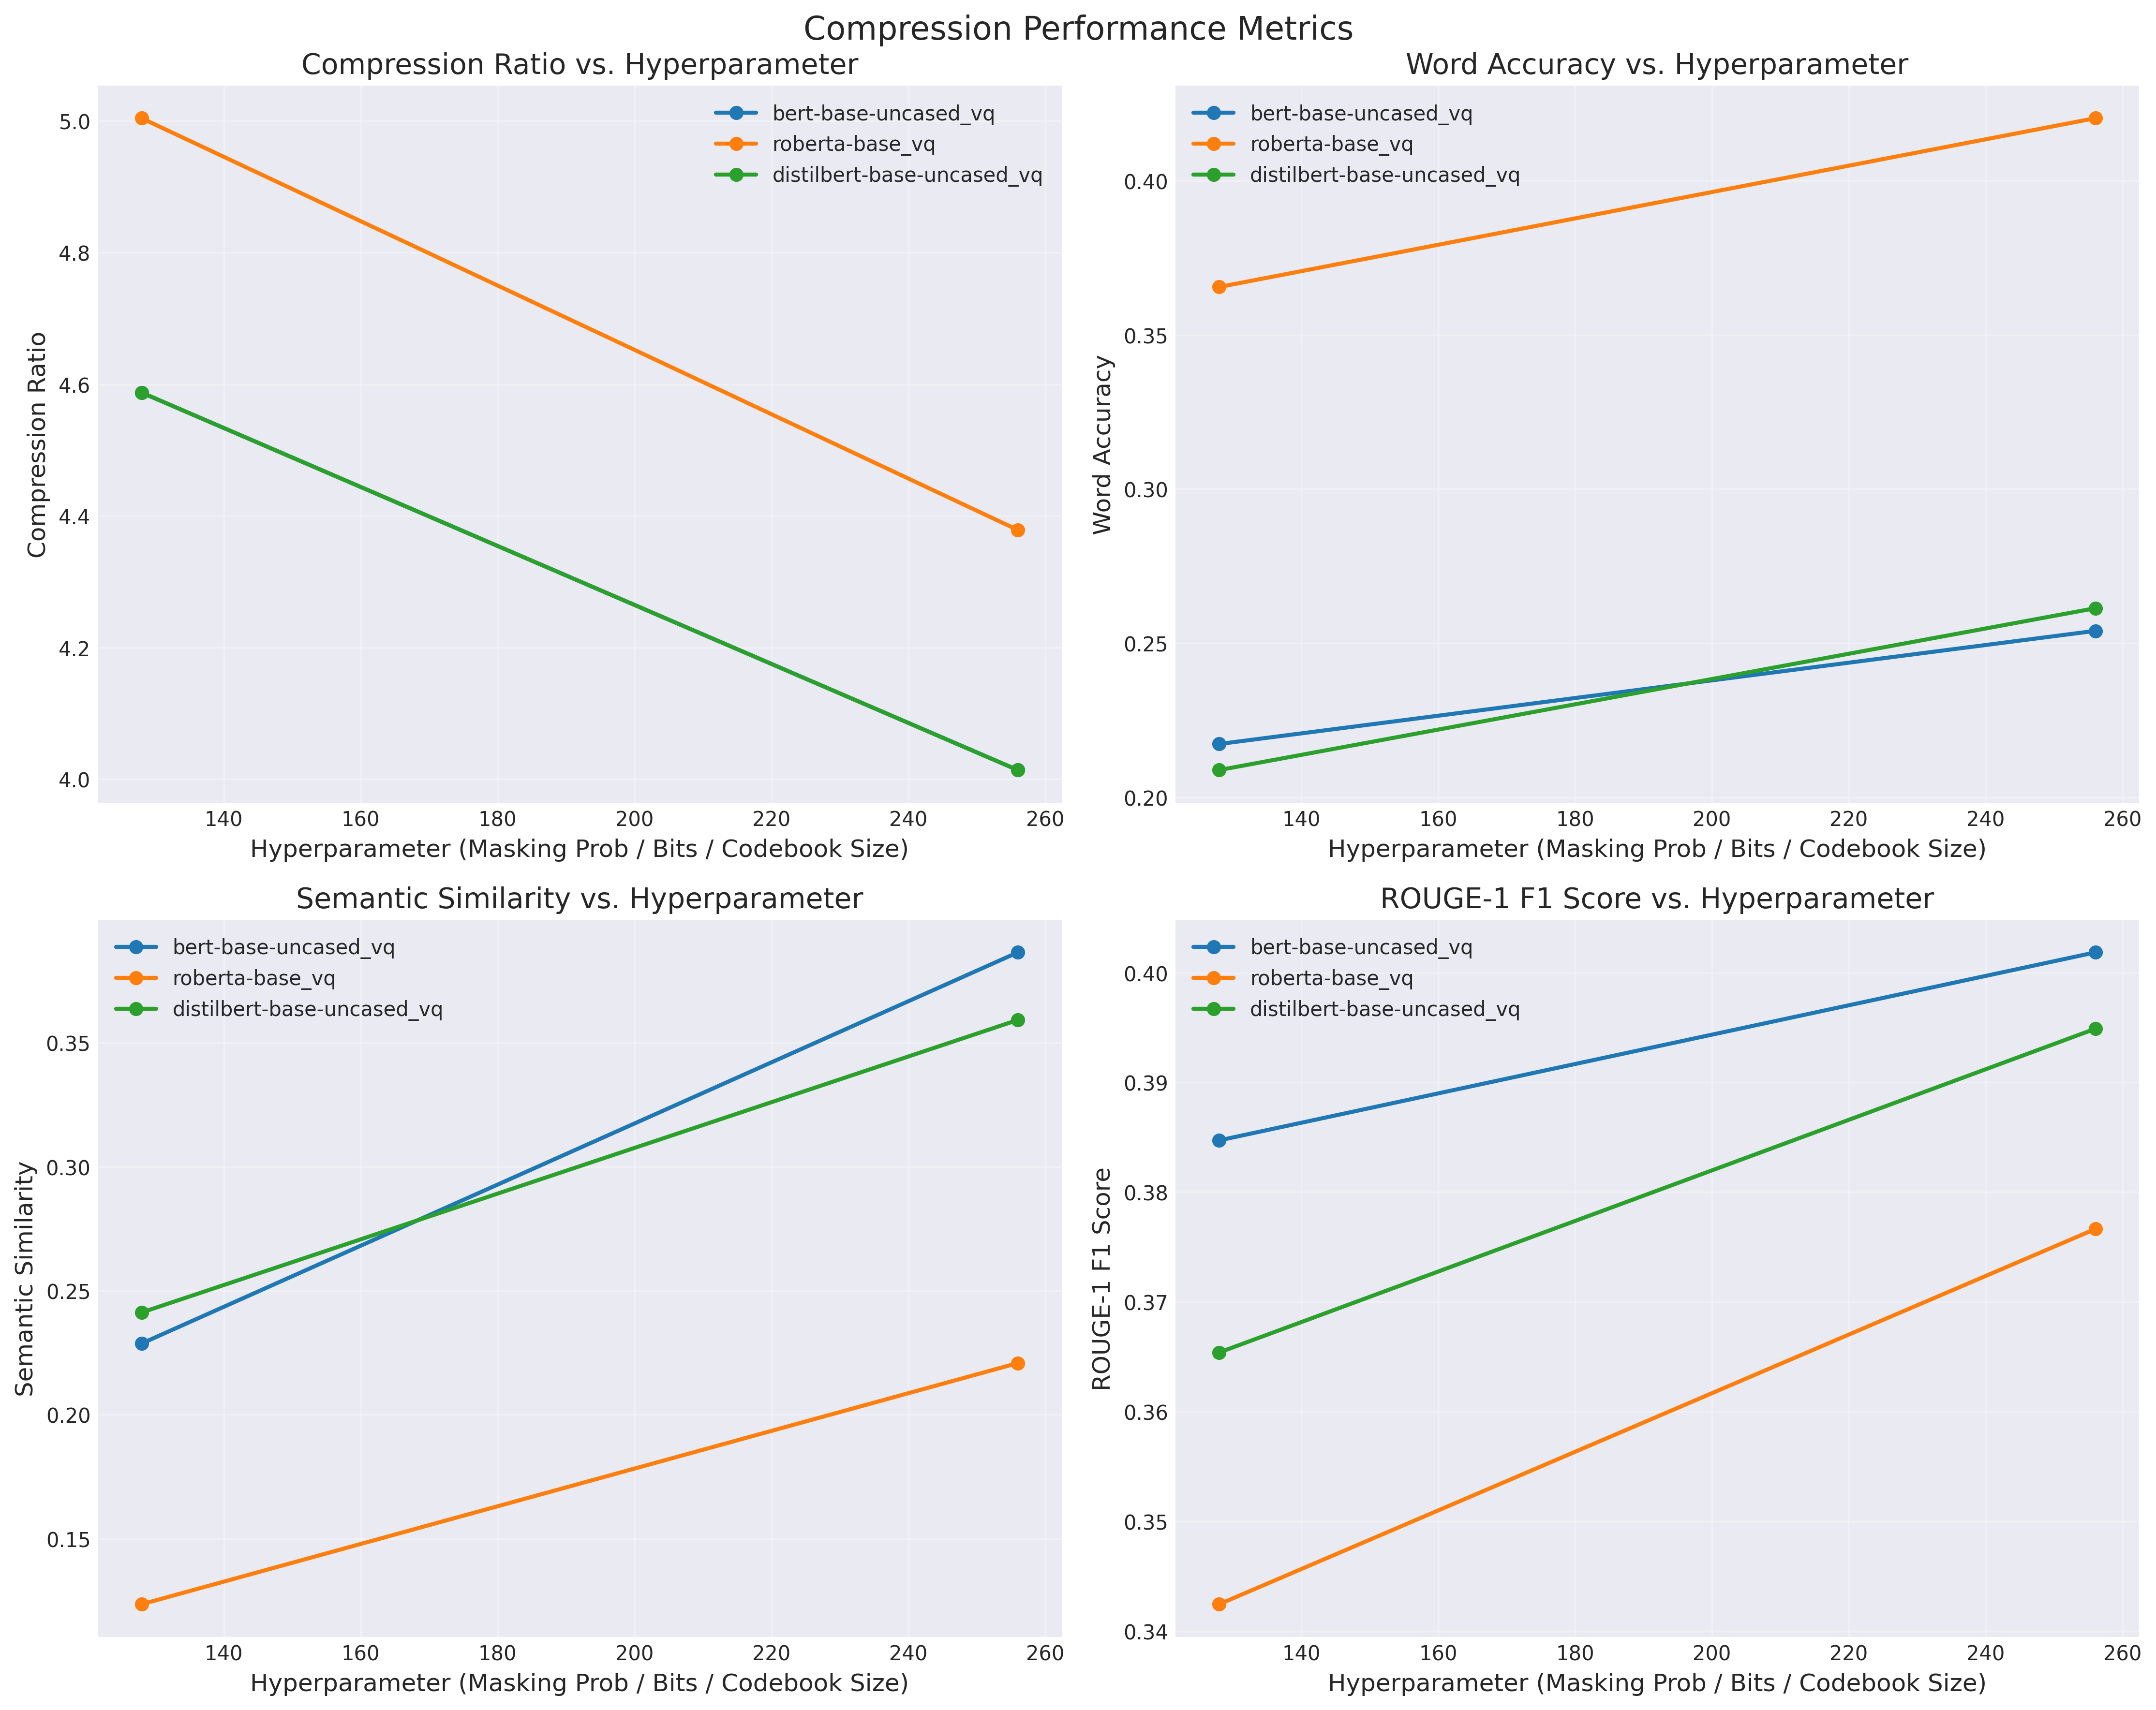 Compression Performance Metrics
Compression Ratio vs. Hyperparameter
5.0
4.8
4.6
4.4
4.2
4.0
Compression Ratio
bert-base-uncased_vq
roberta-base_vq
distilbert-base-uncased_vq
140 160 180 200 220 240 260
Hyperparameter (Masking Prob / Bits / Codebook Size)
Word Accuracy vs. Hyperparameter
0.40
0.35
0.30
0.25
0.20
Word Accuracy
bert-base-uncased_vq
roberta-base_vq
distilbert-base-uncased_vq
140 160 180 200 220 240 260
Hyperparameter (Masking Prob / Bits / Codebook Size)
Semantic Similarity vs. Hyperparameter
0.35
0.30
0.25
0.20
0.15
Semantic Similarity
bert-base-uncased_vq
roberta-base_vq
distilbert-base-uncased_vq
140 160 180 200 220 240 260
Hyperparameter (Masking Prob / Bits / Codebook Size)
ROUGE-1 F1 Score vs. Hyperparameter
0.40
0.39
0.38
0.37
0.36
0.35
0.34
ROUGE-1 F1 Score
bert-base-uncased_vq
roberta-base_vq
distilbert-base-uncased_vq
140 160 180 200 220 240 260
Hyperparameter (Masking Prob / Bits / Codebook Size)